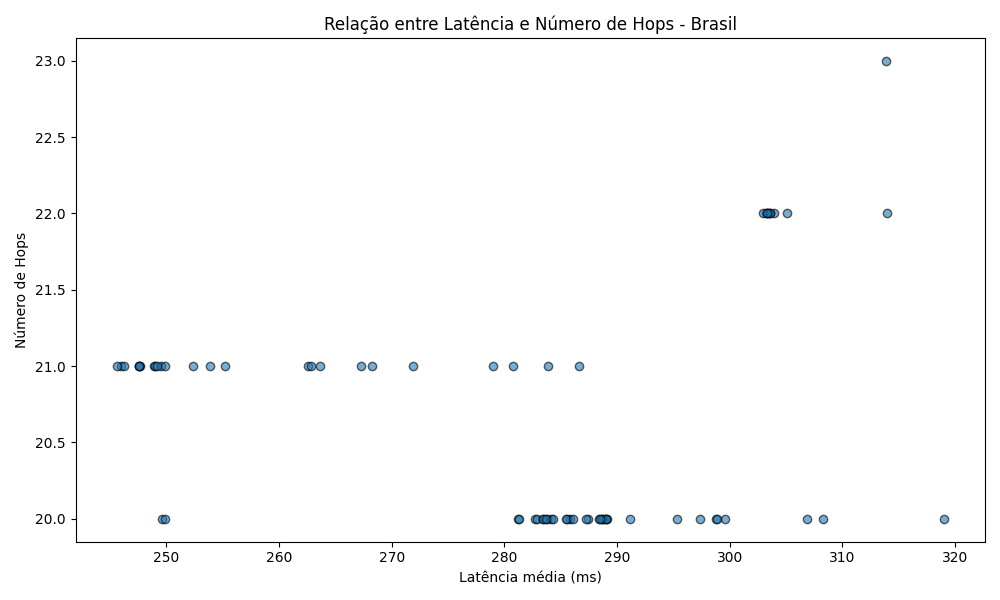 Relação entre Latência e Número de Hops - Brasil
23.0
22.5
22.0
21.5
21.0
20.5
20.0
Número de Hops
250 260 270 280 290 300 310 320
Latência média (ms)